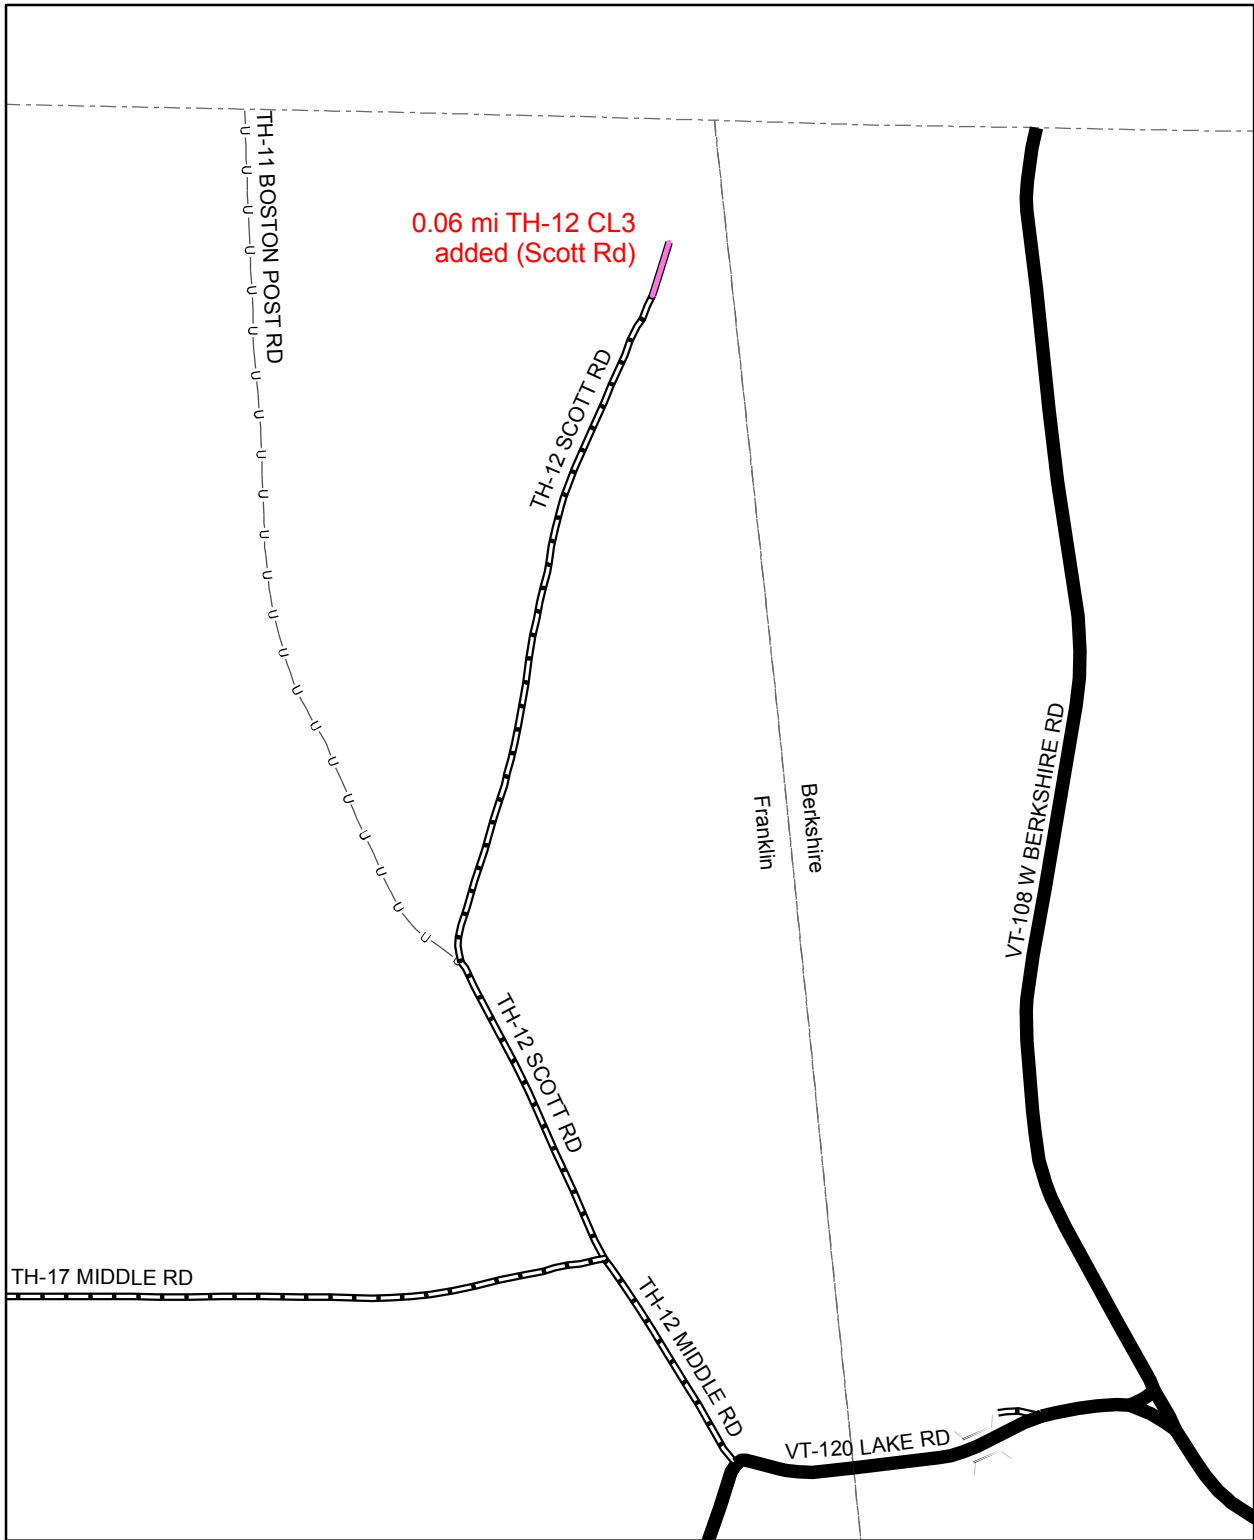 TH-11 BOSTON POST RD
0.06 mi TH-12 CL3
added (Scott Rd)
TH-12 SCOTT RD
VT-108 W BERKSHIRE RD
Berkshire
Franklin
TH-12 SCOTT RD
TH-17 MIDDLE RD
TH-12 MIDDLE RD
VT-120 LAKE RD